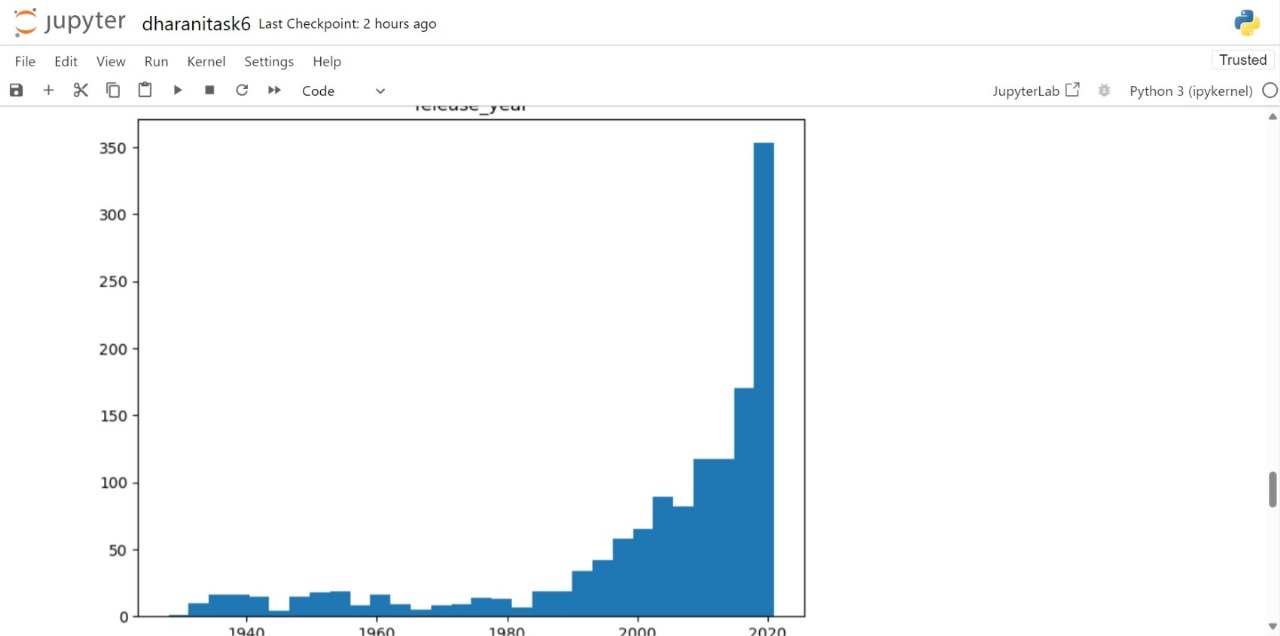 jupyter dharanitask6 Last Checkpoint: 2 hours ago
File Edit View Run Kernel Settings Help Trusted
Code JupyterLab Python 3 (ipykernel)
release_year
350
300
250
200
150
100
50
0
1940 1960 1980 2000 2020